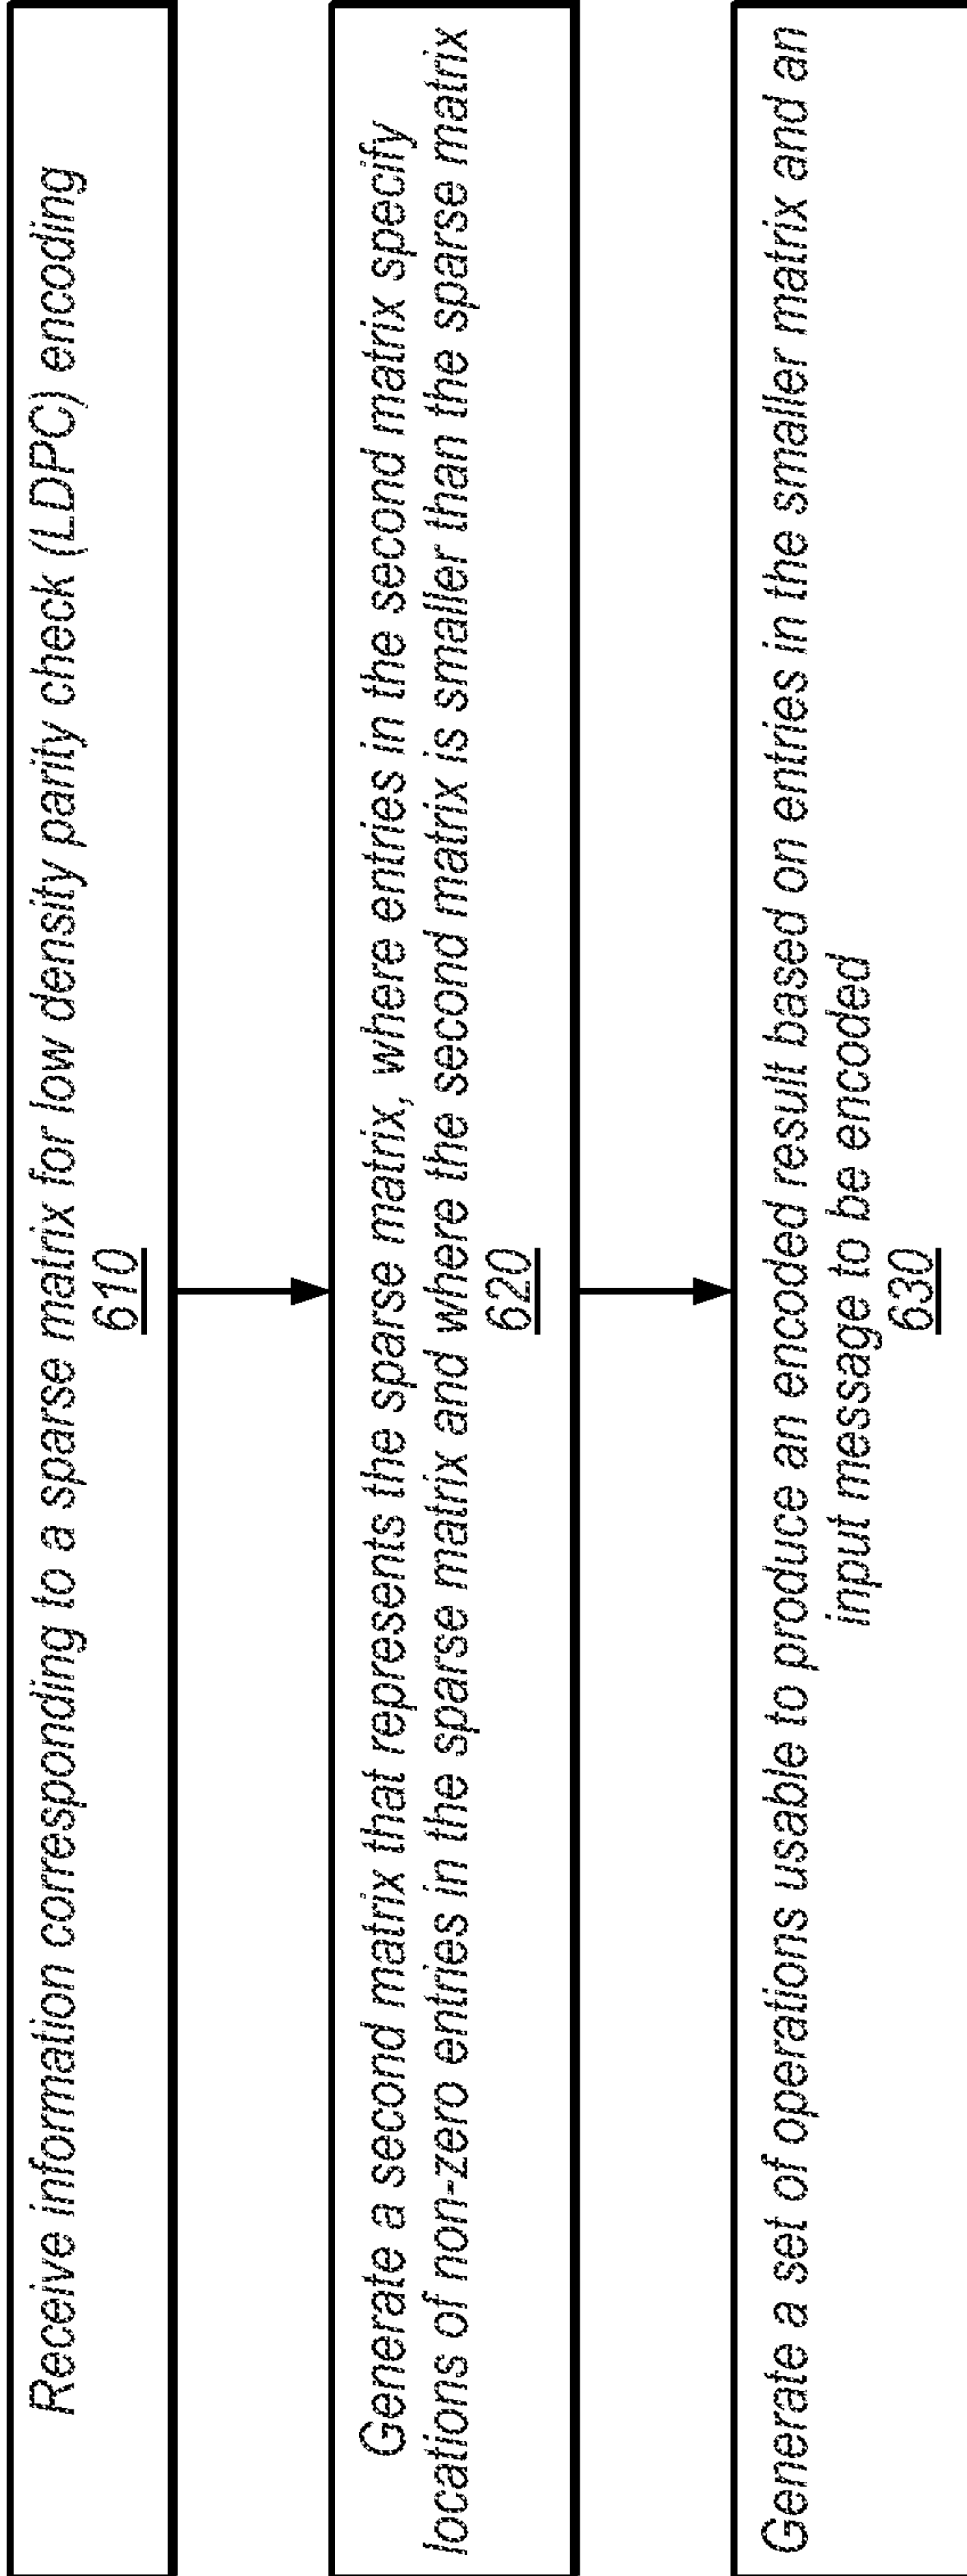 Receive information corresponding to a sparse matrix for low density parity check (LDPC) encoding
610
Generate a second matrix that represents the sparse matrix, where entries in the second matrix specify
locations of non-zero entries in the sparse matrix and where the second matrix is smaller than the sparse matrix
620
Generate a set of operations usable to produce an encoded result based on entries in the smaller matrix and an
input message to be encoded
630